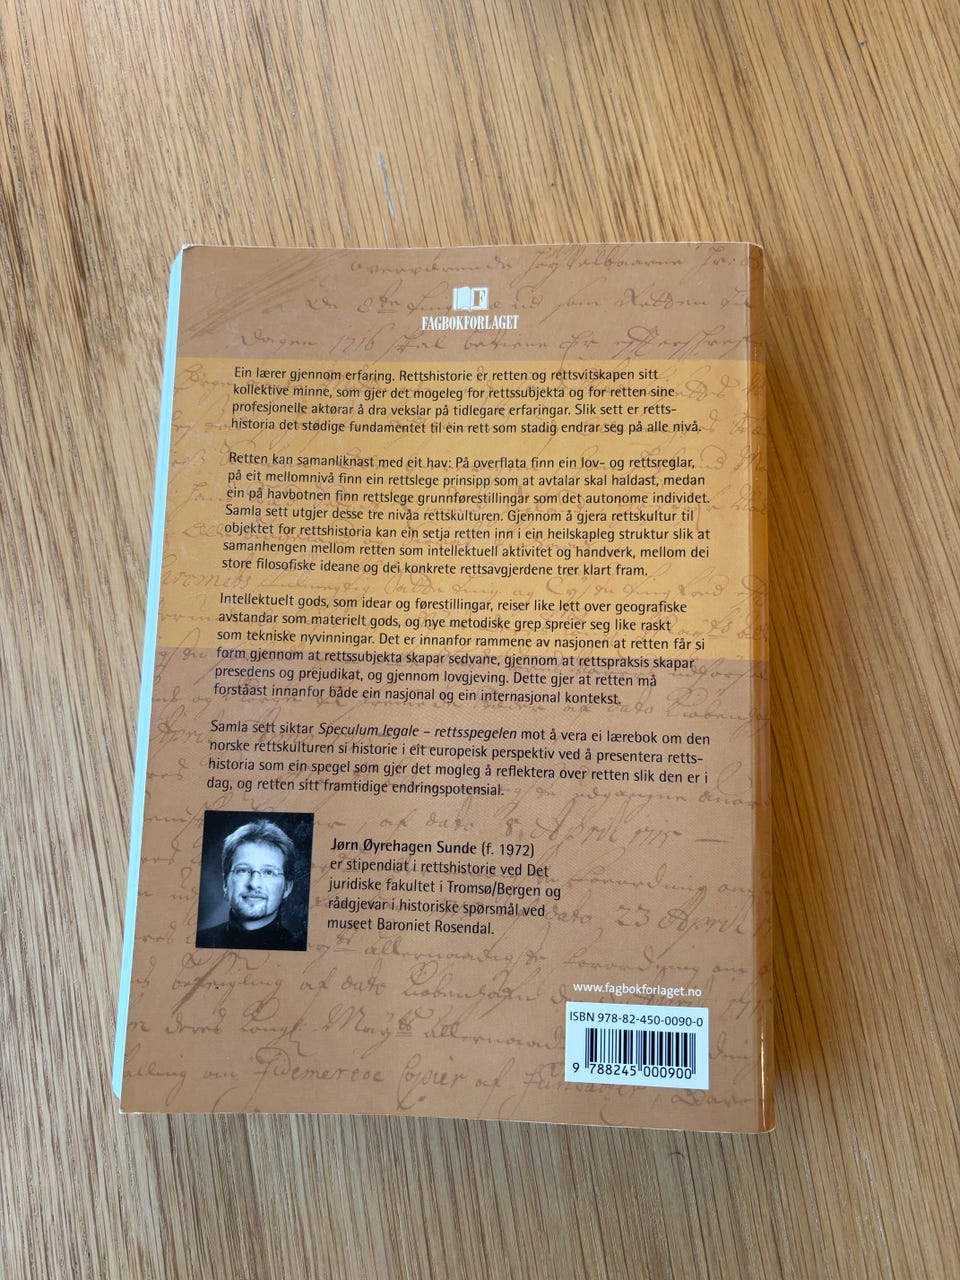 FAGBOKFORLAGET
Ein lærer gjennom erfaring. Rettshistorie er retten og rettsvitskapen sitt
kollektive minne, som gjer det mogeleg for rettssubjekta og for retten sine
profesjonelle aktørar å dra vekslar på tidlegare erfaringar. Slik sett er retts-
historia det stødige fundamentet til ein rett som stadig endrar seg på alle nivå.
Retten kan samanliknast med eit hav: På overflata finn ein lov- og rettsreglar,
på eit mellomnivå finn ein rettslege prinsipp som at avtalar skal haldast, medan
ein på havbotnen finn rettslege grunnførestillingar som det autonome individet.
Samla sett utgjer desse tre nivåa rettskulturen. Gjennom å gjera rettskultur til
objektet for rettshistoria kan ein setja retten inn i ein heilskapleg struktur slik at
samanhengen mellom retten som intellektuell aktivitet og handverk, mellom dei
store filosofiske ideane og dei konkrete rettsavgjerdene trer klart fram.
Intellektuelt gods, som idear og førestillingar, reiser like lett over geografiske
avstandar som materielt gods, og nye metodiske grep spreier seg like raskt
som tekniske nyvinningar. Det er innanfor rammene av nasjonen at retten får si
form gjennom at rettssubjekta skapar sedvane, gjennom at rettspraksis skapar
presedens og prejudikat, og gjennom lovgjeving. Dette gjer at retten må
forståast innanfor både ein nasjonal og ein internasjonal kontekst.
Samla sett siktar Speculum legale – rettsspegelen mot å vera ei lærebok om den
norske rettskulturen si historie i eit europeisk perspektiv ved å presentera retts-
historia som ein spegel som gjer det mogleg å reflektera over retten slik den er i
dag, og retten sitt framtidige endringspotensial.
Jørn Øyrehagen Sunde (f. 1972)
er stipendiat i rettshistorie ved Det
juridiske fakultet i Tromsø/Bergen og
rådgjevar i historiske spørsmål ved
museet Baroniet Rosendal.
www.fagbokforlaget.no
ISBN 978-82-450-0090-0
9 788245 000900